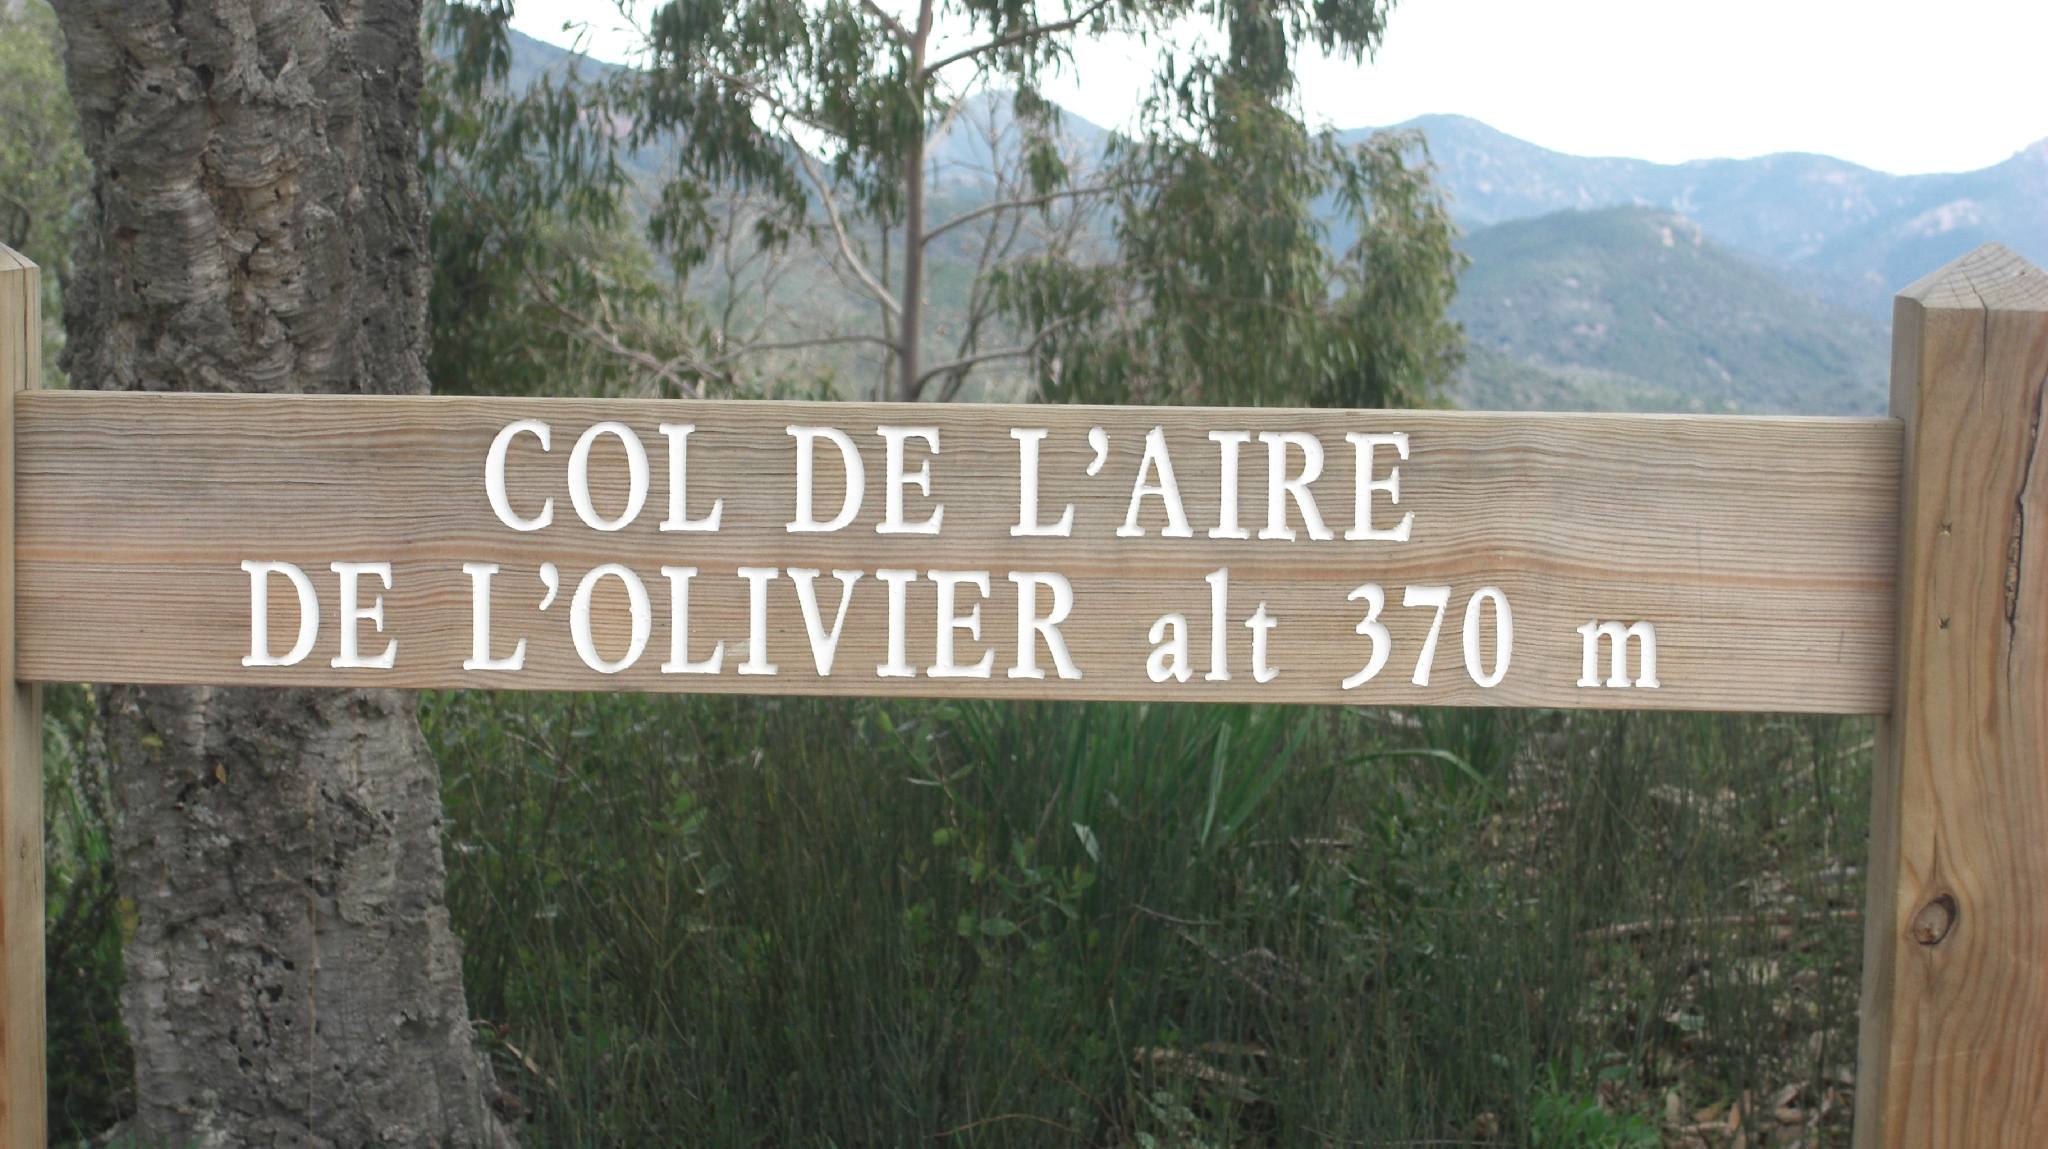 COL DE L'AIRE
DE L'OLIVIER alt 370 m